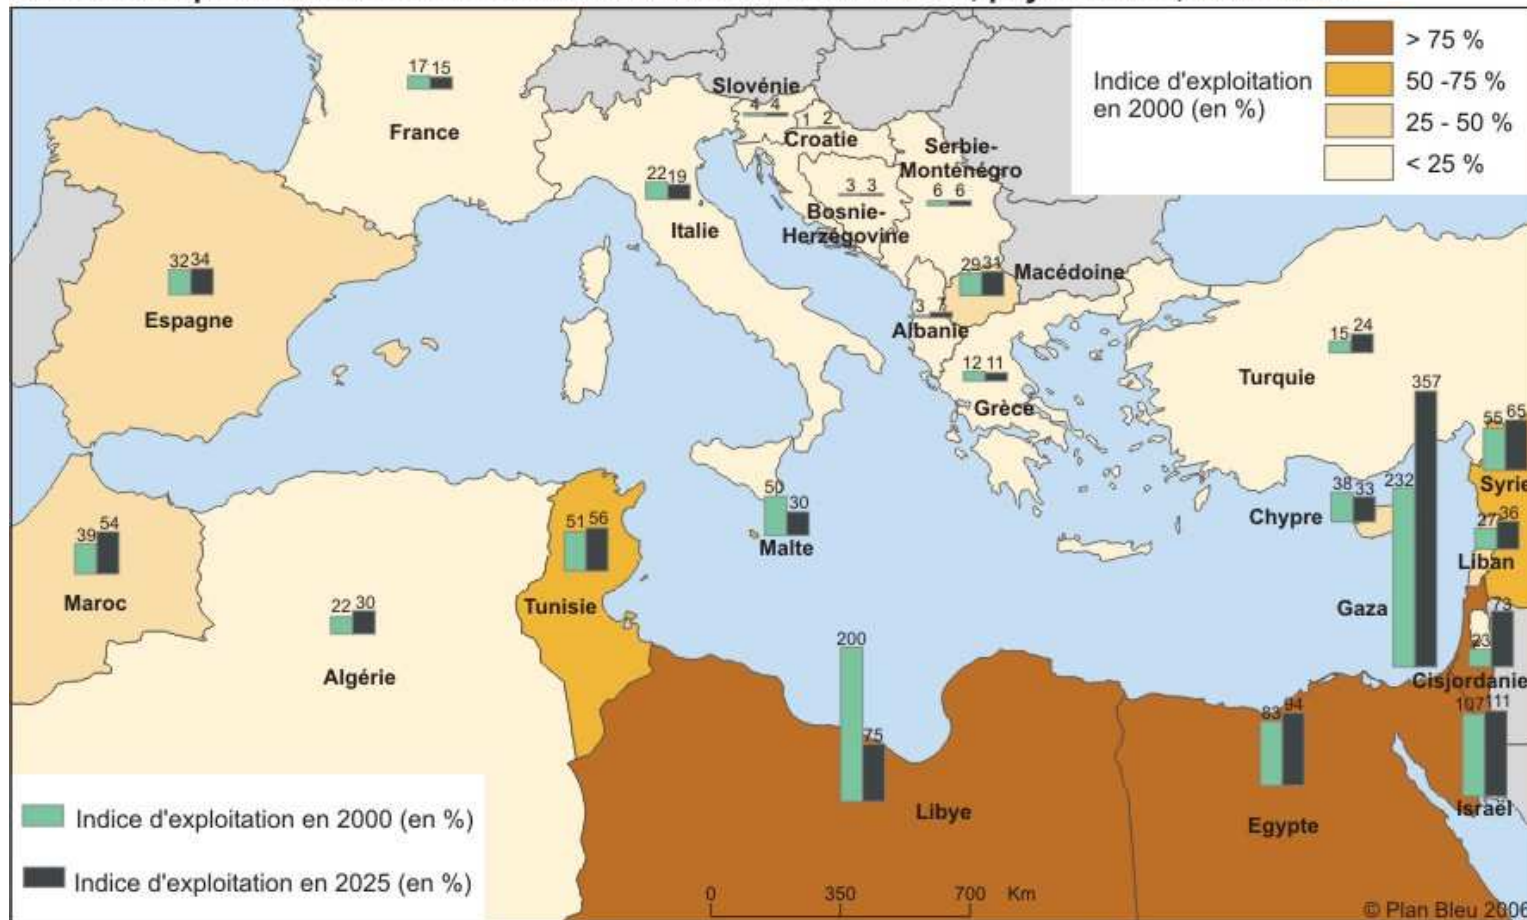 Indice d'exploitation
en 2000 (en %)
> 75 %
50 -75 %
25 - 50 %
< 25 %
17 15
France
Slovénie
4 4
1 2
Croatie
Serbie-
Monténégro
6 6
3 3
Bosnie-
Herzégovine
22 19
Italie
32 34
Espagne
29 31
Macédoine
3 7
Albanie
12 11
Grèce
15 24
Turquie
357
232
Gaza
55 65
Syrie
38 33
Chypre
27 36
Liban
50 30
Malte
39 54
Maroc
22 30
Algérie
51 56
Tunisie
200
75
Libye
83 94
Egypte
73
23
Cisjordanie
107 111
Israël
Indice d'exploitation en 2000 (en %)
Indice d'exploitation en 2025 (en %)
0 350 700 Km
© Plan Bleu 2006